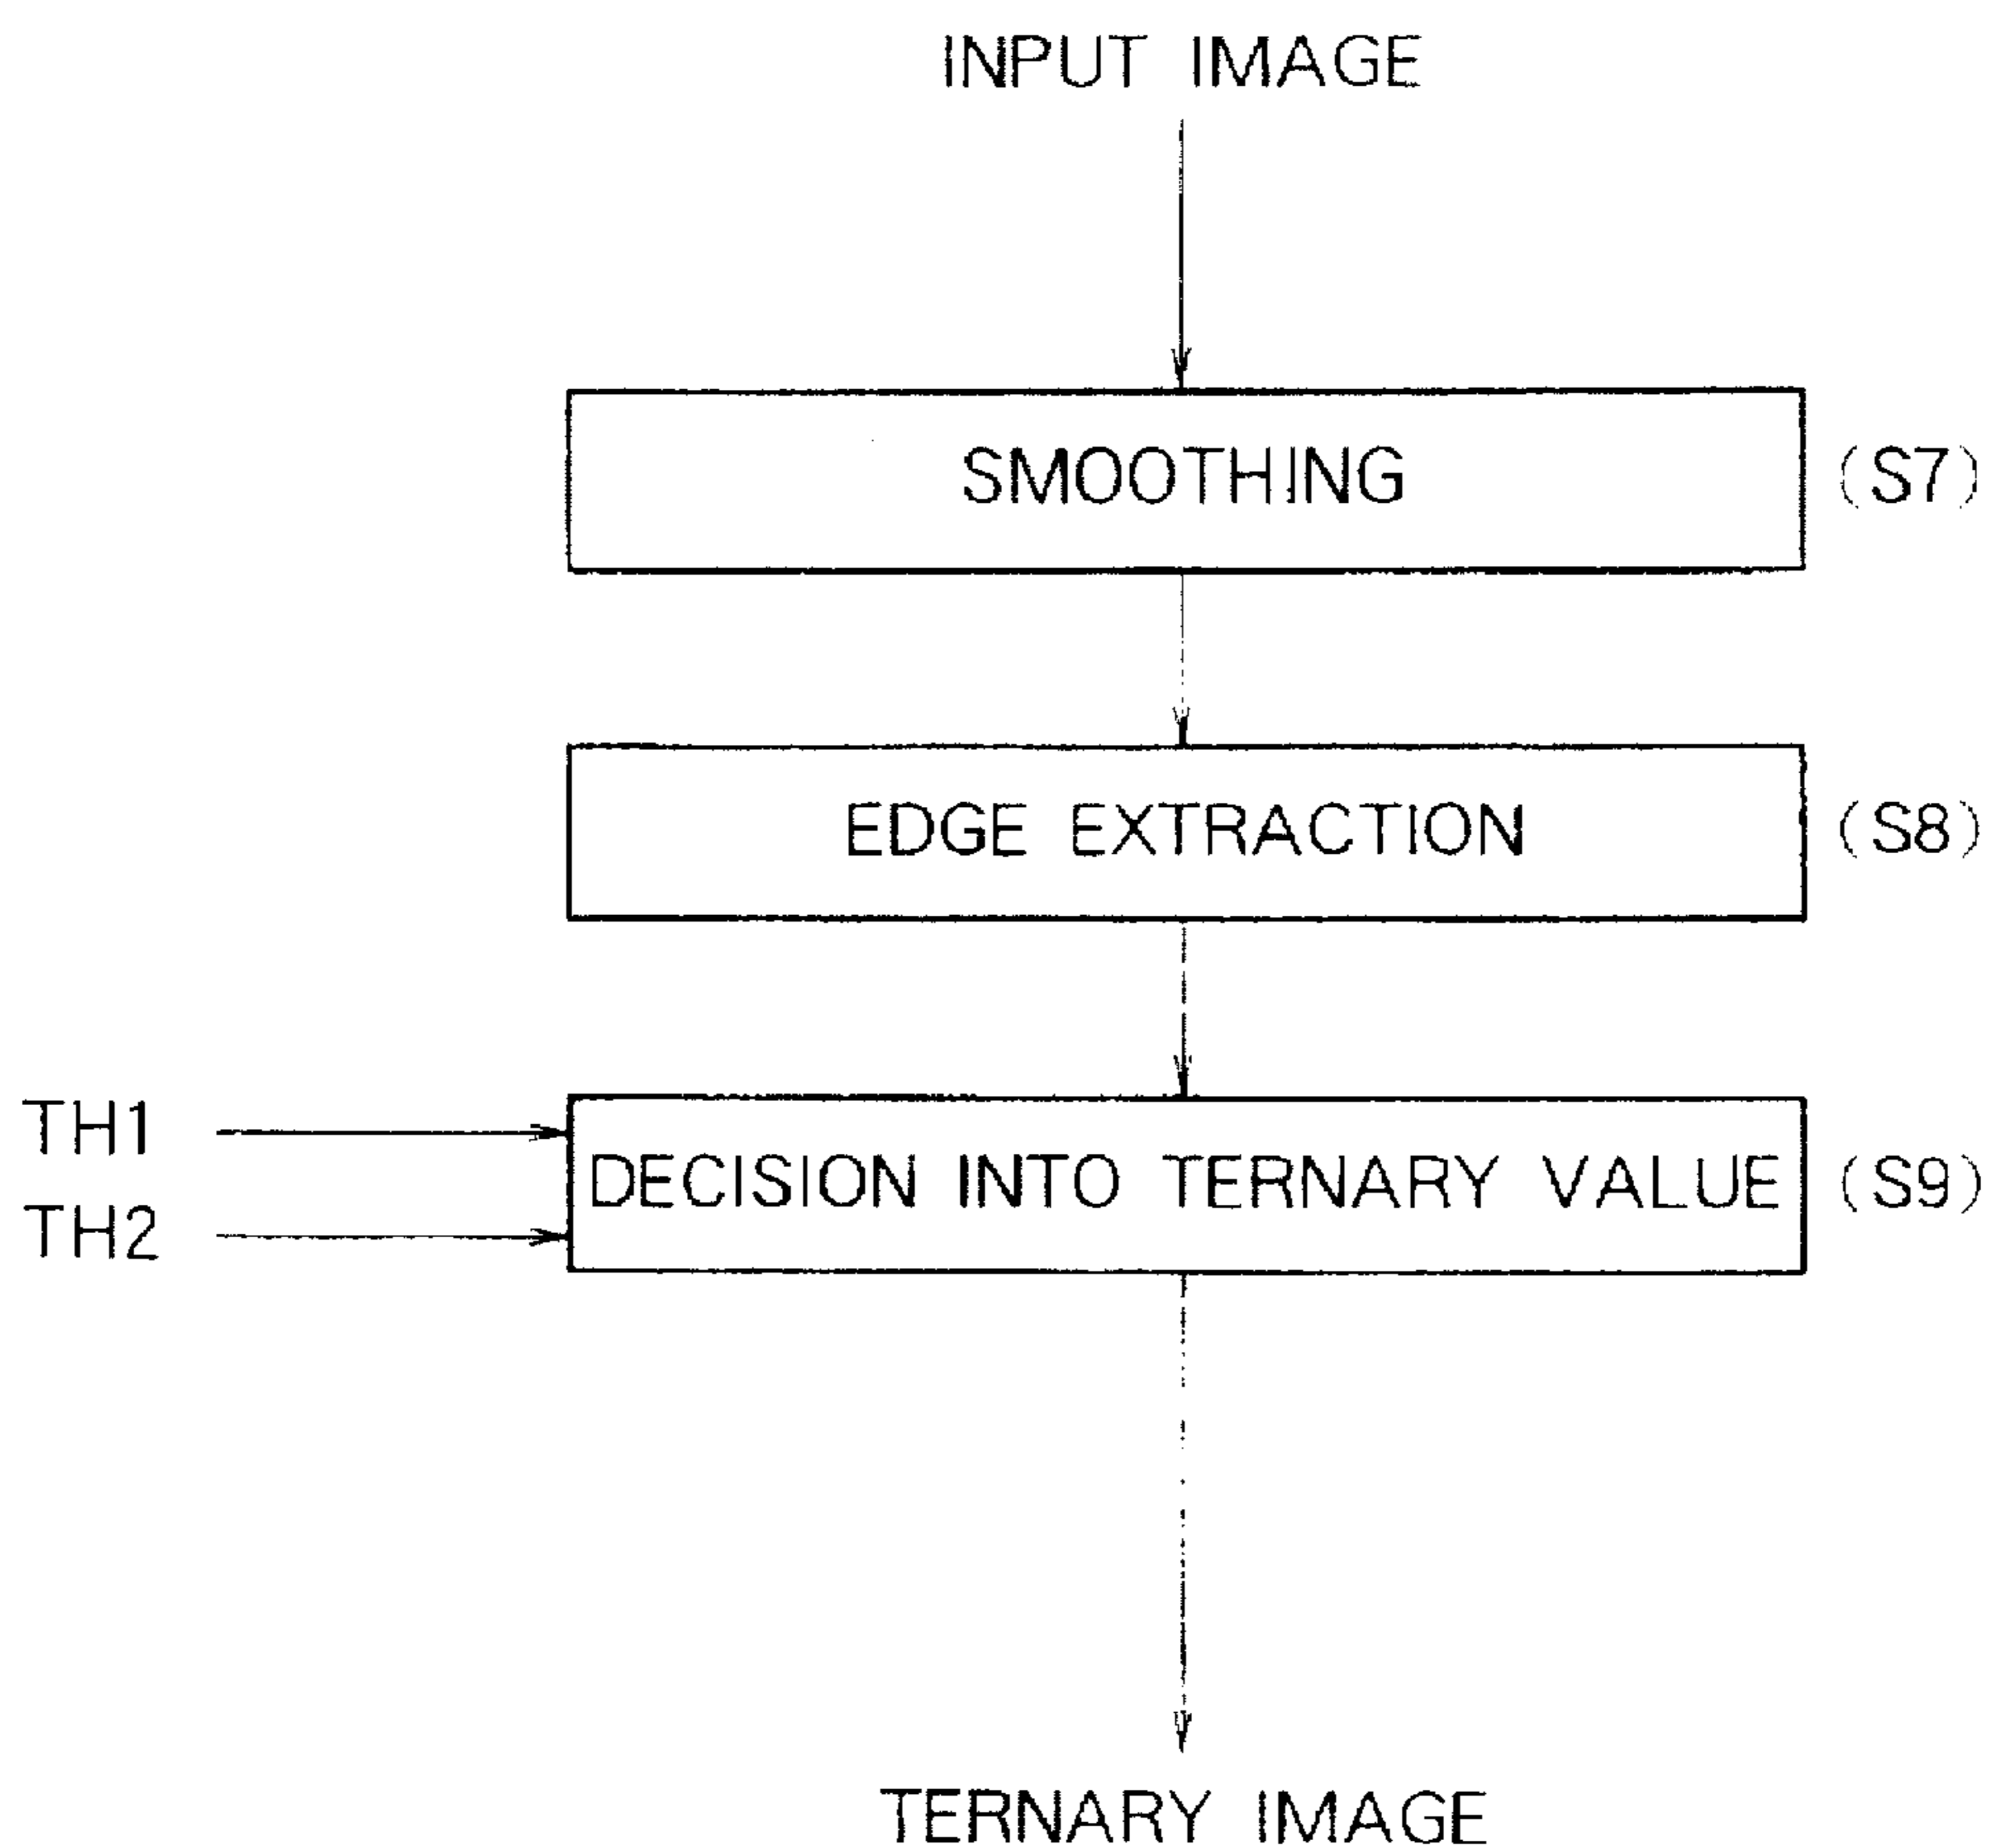 INPUT IMAGE
SMOOTHING (S7)
EDGE EXTRACTION (S8)
TH1
DECISION INTO TERNARY VALUE (S9)
TH2
TERNARY IMAGE